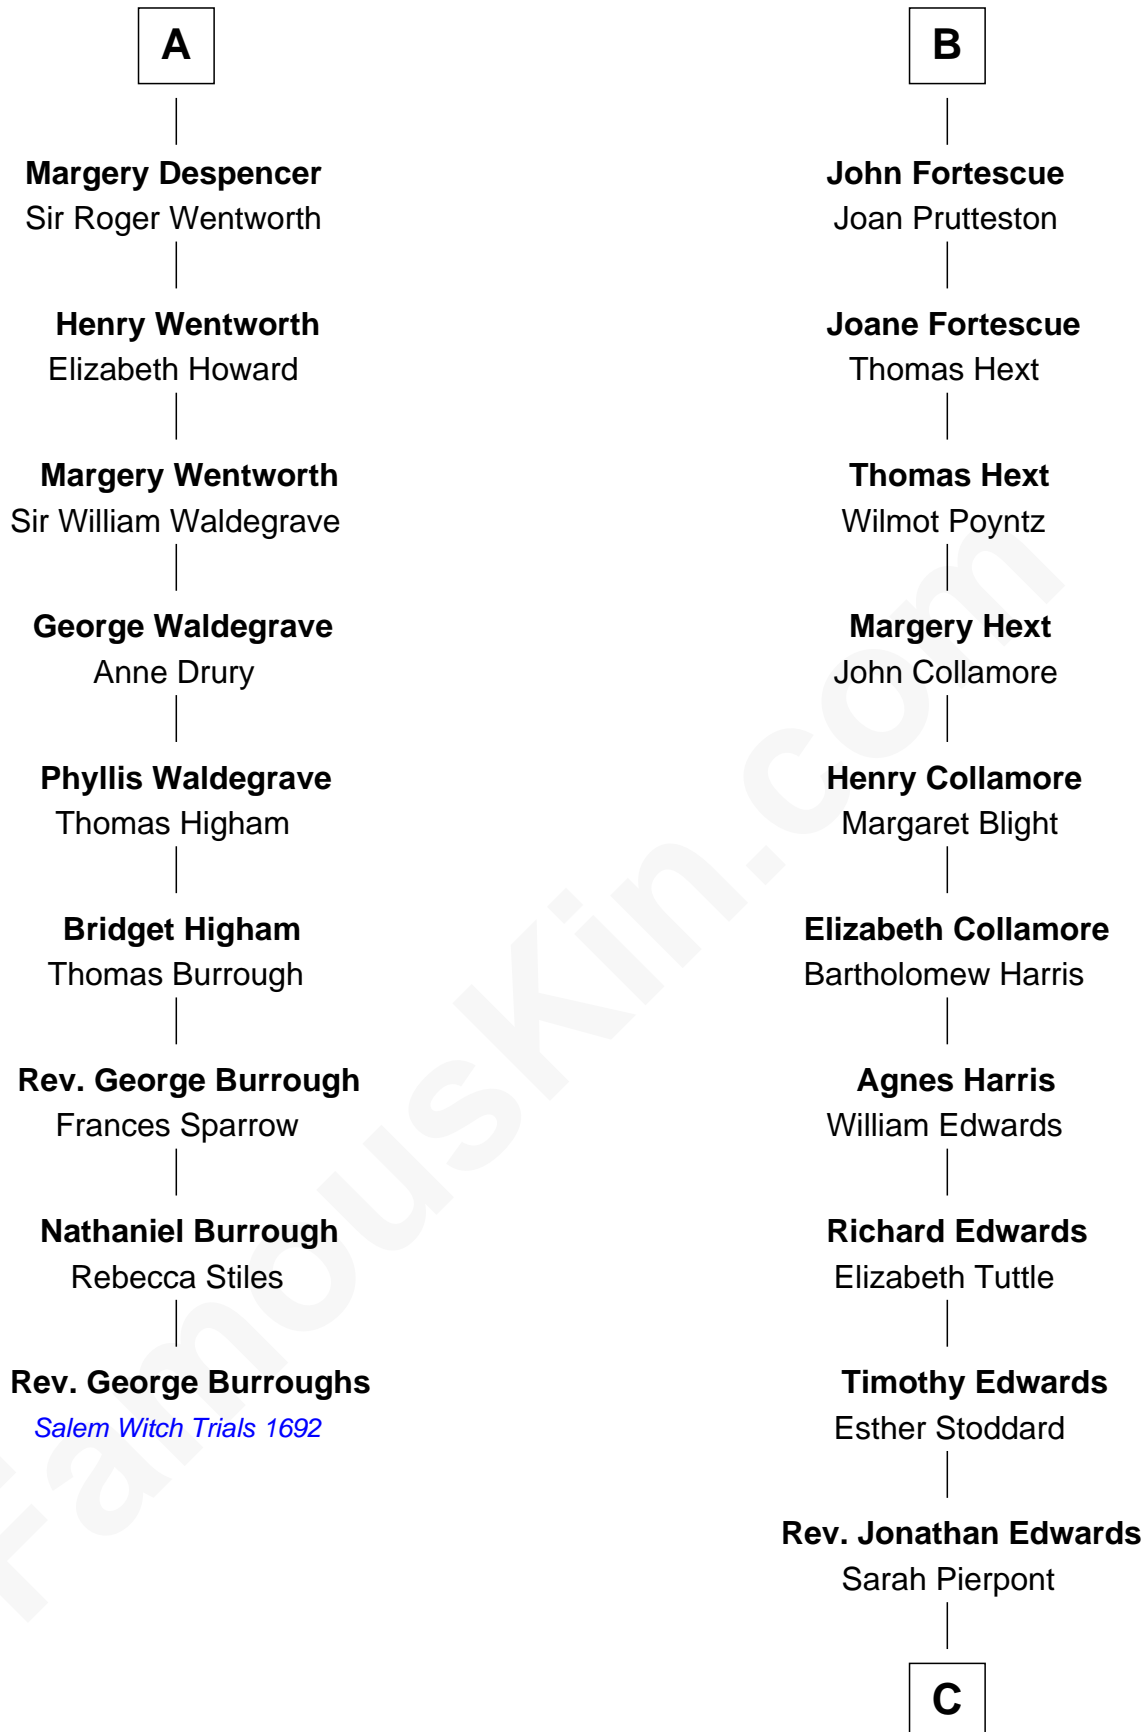 A
Margery Despencer
Sir Roger Wentworth
Henry Wentworth
Elizabeth Howard
Margery Wentworth
Sir William Waldegrave
George Waldegrave
Anne Drury
Phyllis Waldegrave
Thomas Higham
Bridget Higham
Thomas Burrough
Rev. George Burrough
Frances Sparrow
Nathaniel Burrough
Rebecca Stiles
Rev. George Burroughs
Salem Witch Trials 1692
B
John Fortescue
Joan Prutteston
Joane Fortescue
Thomas Hext
Thomas Hext
Wilmot Poyntz
Margery Hext
John Collamore
Henry Collamore
Margaret Blight
Elizabeth Collamore
Bartholomew Harris
Agnes Harris
William Edwards
Richard Edwards
Elizabeth Tuttle
Timothy Edwards
Esther Stoddard
Rev. Jonathan Edwards
Sarah Pierpont
C
FamousKin.com